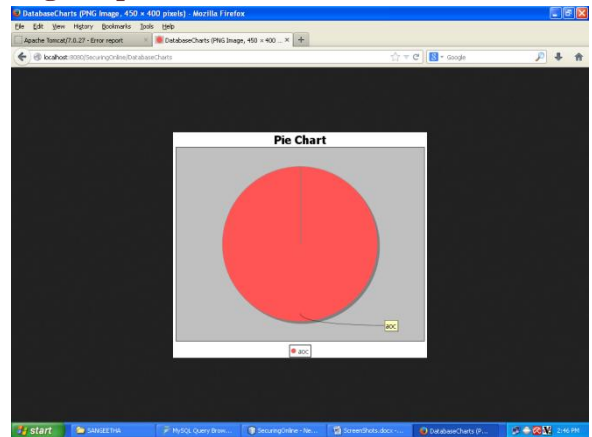 DatabaseCharts (PNG Image, 450 × 400 pixels) - Mozilla Firefox
File Edit View History Bookmarks Tools Help
Apache Tomcat/7.0.27 - Error report
DatabaseCharts (PNG Image, 450 × 400 ...
localhost:8080/SecuringOnline/DatabaseCharts
Google
Pie Chart
aoc
aoc
start
SANGEETHA
MySQL Query Brow...
SecuringOnline - Ne...
ScreenShots.docx -...
DatabaseCharts (P...
2:46 PM